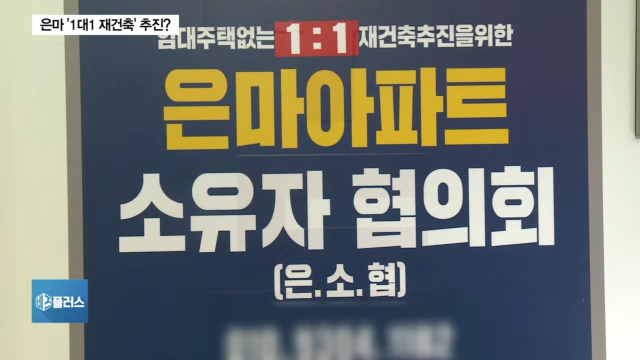 은마 '1대1 재건축' 추진?
임대주택없는 1:1 재건축추진을위한
은마아파트
소유자 협의회
(은.소.협)
플러스